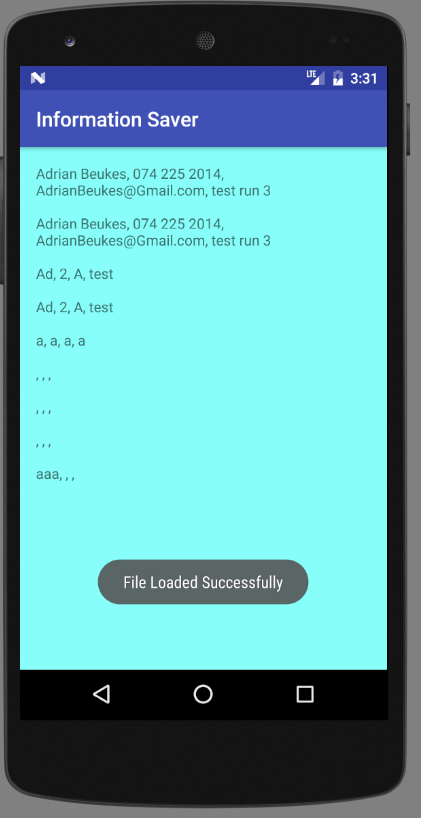 LTE 3:31
Information Saver
Adrian Beukes, 074 225 2014,
AdrianBeukes@Gmail.com, test run 3
Adrian Beukes, 074 225 2014,
AdrianBeukes@Gmail.com, test run 3
Ad, 2, A, test
Ad, 2, A, test
a, a, a, a
, , ,
, , ,
, , ,
aaa, , ,
File Loaded Successfully